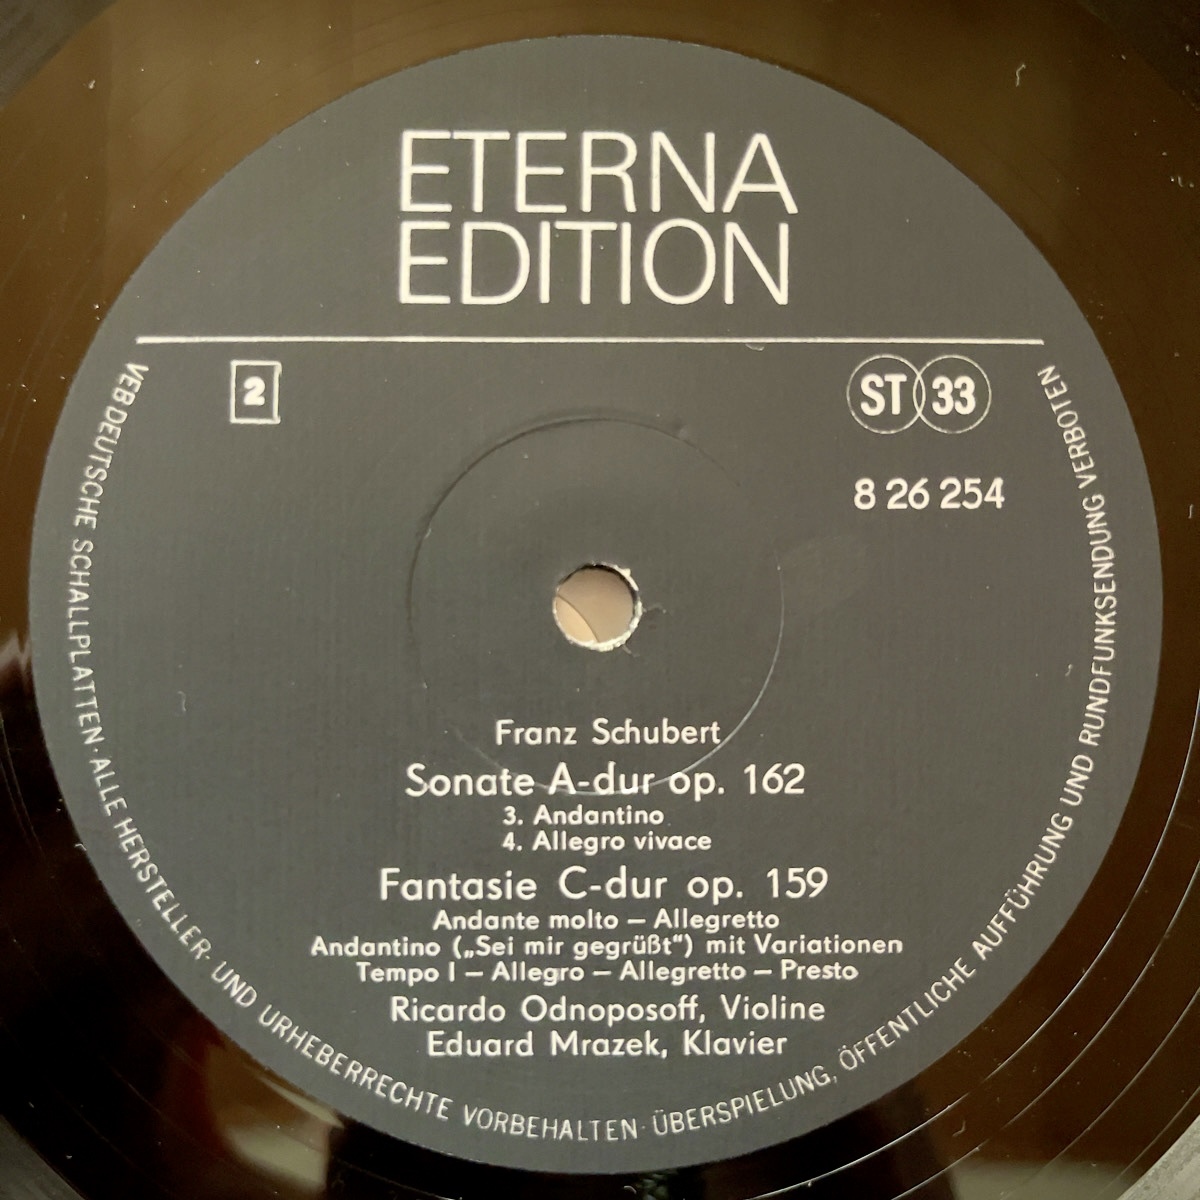 ETERNA
EDITION
2
ST 33
8 26 254
Franz Schubert
Sonate A-dur op. 162
3. Andantino
4. Allegro vivace
Fantasie C-dur op. 159
Andante molto – Allegretto
Andantino („Sei mir gegrüßt“) mit Variationen
Tempo I – Allegro – Allegretto – Presto
Ricardo Odnoposoff, Violine
Eduard Mrazek, Klavier
VEB DEUTSCHE SCHALLPLATTEN · ALLE HERSTELLER- UND URHEBERRECHTE VORBEHALTEN · ÜBERSPIELUNG, ÖFFENTLICHE AUFFÜHRUNG UND RUNDFUNKSENDUNG VERBOTEN